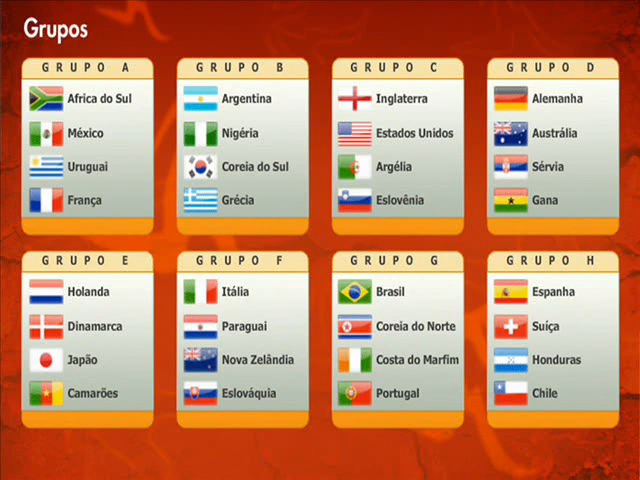 Grupos
GRUPO A
Africa do Sul
México
Uruguai
França
GRUPO B
Argentina
Nigéria
Coreia do Sul
Grécia
GRUPO C
Inglaterra
Estados Unidos
Argélia
Eslovênia
GRUPO D
Alemanha
Austrália
Sérvia
Gana
GRUPO E
Holanda
Dinamarca
Japão
Camarões
GRUPO F
Itália
Paraguai
Nova Zelândia
Eslováquia
GRUPO G
Brasil
Coreia do Norte
Costa do Marfim
Portugal
GRUPO H
Espanha
Suíça
Honduras
Chile